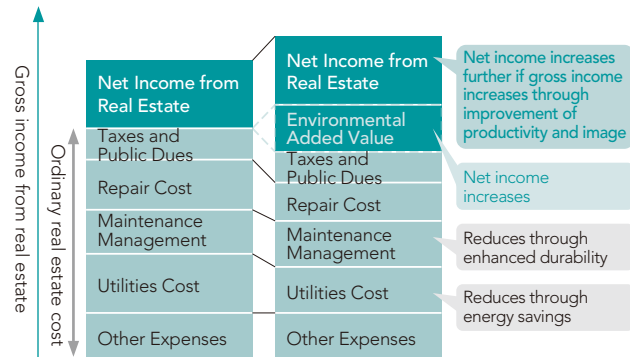 Gross income from real estate
Ordinary real estate cost
Net Income from
Real Estate
Taxes and
Public Dues
Repair Cost
Maintenance
Management
Utilities Cost
Other Expenses
Net Income from
Real Estate
Environmental
Added Value
Taxes and
Public Dues
Repair Cost
Maintenance
Management
Utilities Cost
Other Expenses
Net income increases
further if gross income
increases through
improvement of
productivity and image
Net income
increases
Reduces through
enhanced durability
Reduces through
energy savings